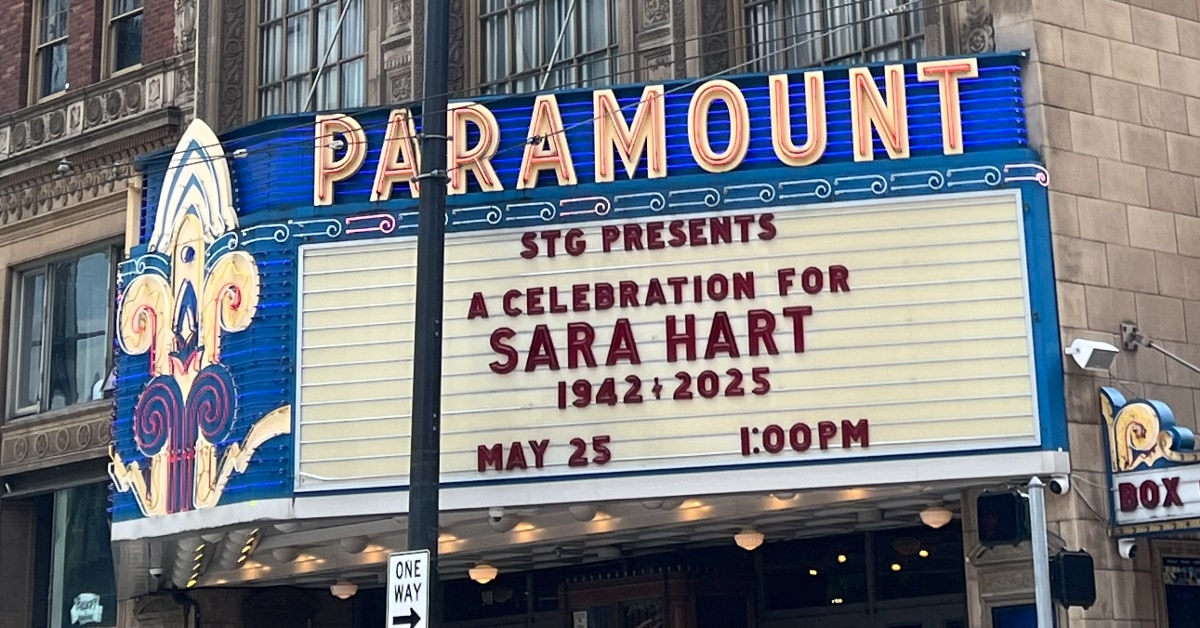 PARAMOUNT
STG PRESENTS
A CELEBRATION FOR
SARA HART
1942 : 2025
MAY 25 1:00PM
BOX
ONE
WAY